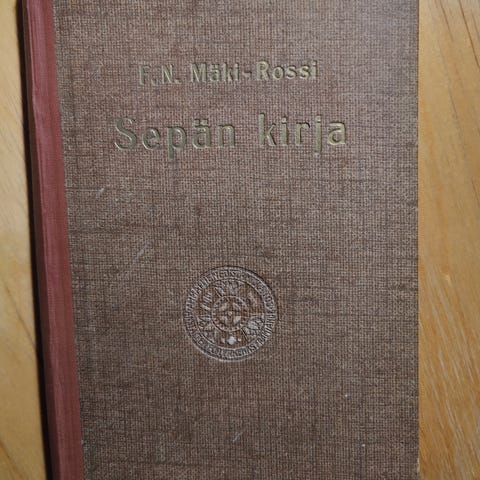 F. N. Mäki-Rossi
Sepän kirja